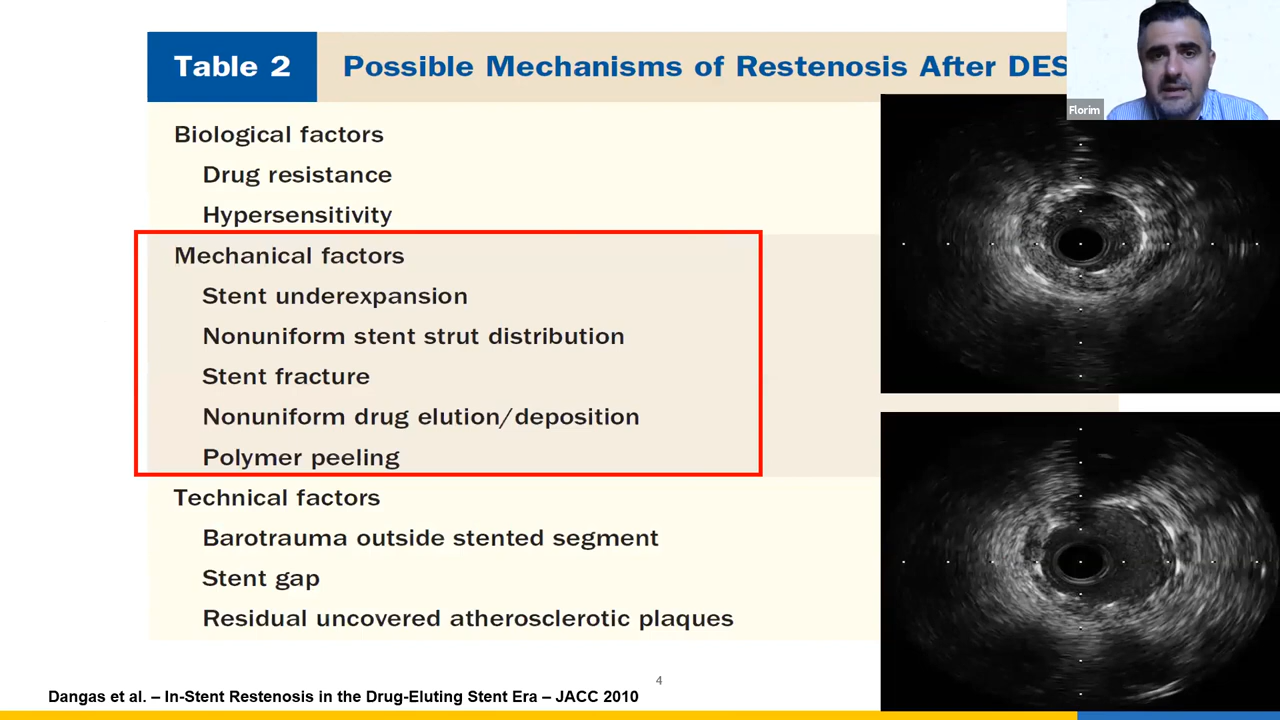 Table 2
Possible Mechanisms of Restenosis After DES
Florim
Biological factors
Drug resistance
Hypersensitivity
Mechanical factors
Stent underexpansion
Nonuniform stent strut distribution
Stent fracture
Nonuniform drug elution/deposition
Polymer peeling
Technical factors
Barotrauma outside stented segment
Stent gap
Residual uncovered atherosclerotic plaques
4
Dangas et al. – In-Stent Restenosis in the Drug-Eluting Stent Era – JACC 2010